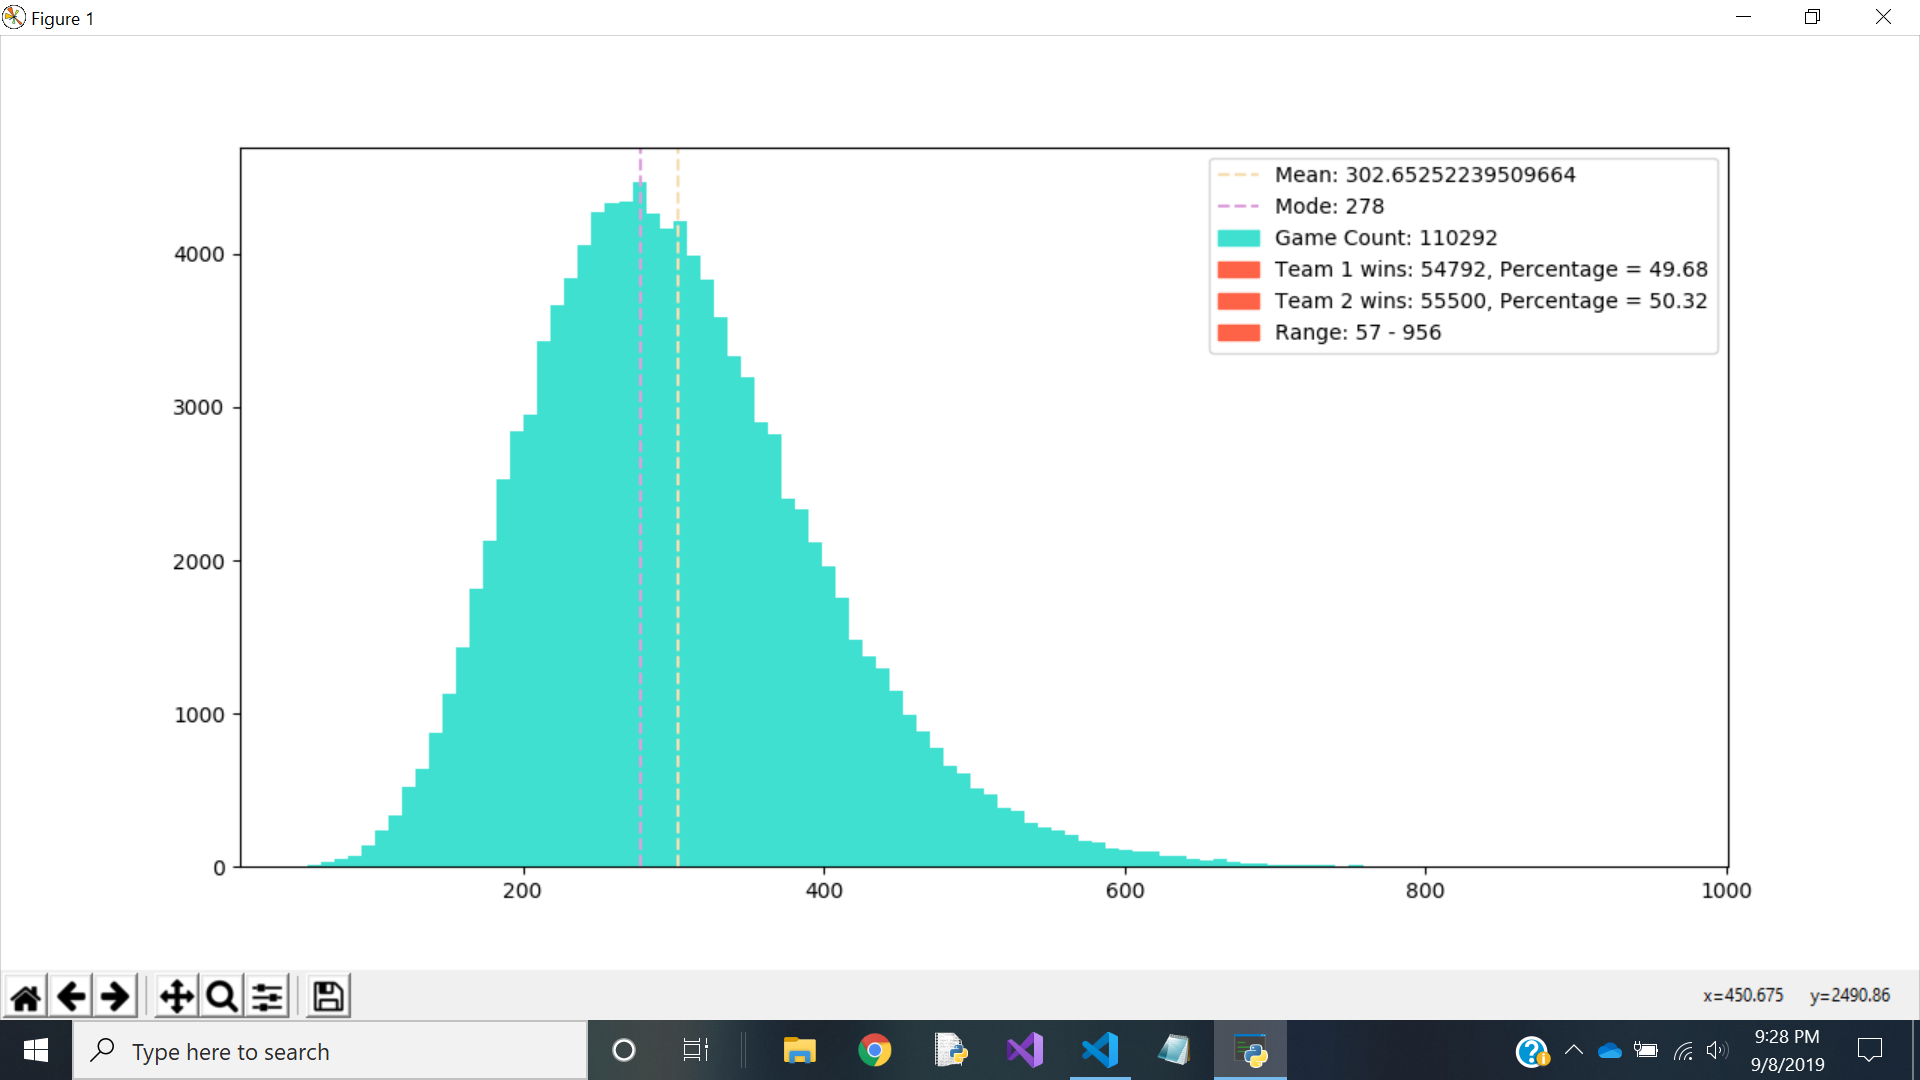 Figure 1
Mean: 302.65252239509664
Mode: 278
Game Count: 110292
Team 1 wins: 54792, Percentage = 49.68
Team 2 wins: 55500, Percentage = 50.32
Range: 57 - 956
4000
3000
2000
1000
0
200 400 600 800 1000
x=450.675 y=2490.86
Type here to search
9:28 PM
9/8/2019